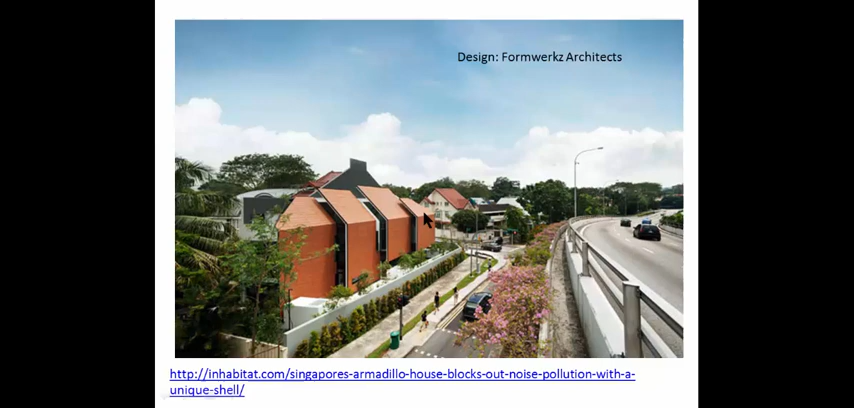 Design: Formwerkz Architects
http://inhabitat.com/singapores-armadillo-house-blocks-out-noise-pollution-with-a-
unique-shell/